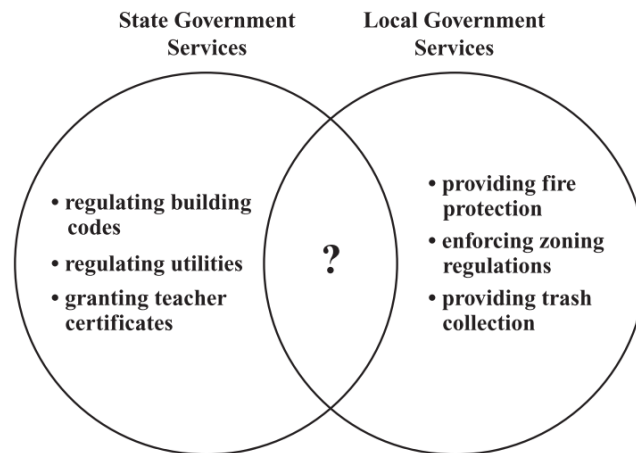 State Government
Services
Local Government
Services
• regulating building
codes
• regulating utilities
• granting teacher
certificates
?
• providing fire
protection
• enforcing zoning
regulations
• providing trash
collection